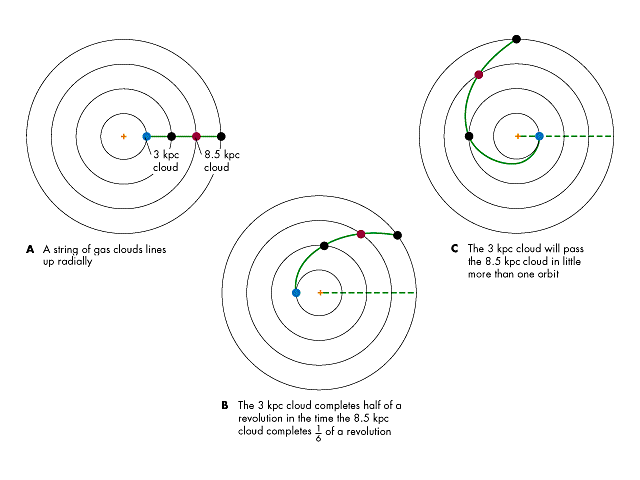 3 kpc
cloud
8.5 kpc
cloud
A A string of gas clouds lines
up radially
B The 3 kpc cloud completes half of a
revolution in the time the 8.5 kpc
cloud completes 1/6 of a revolution
C The 3 kpc cloud will pass
the 8.5 kpc cloud in little
more than one orbit